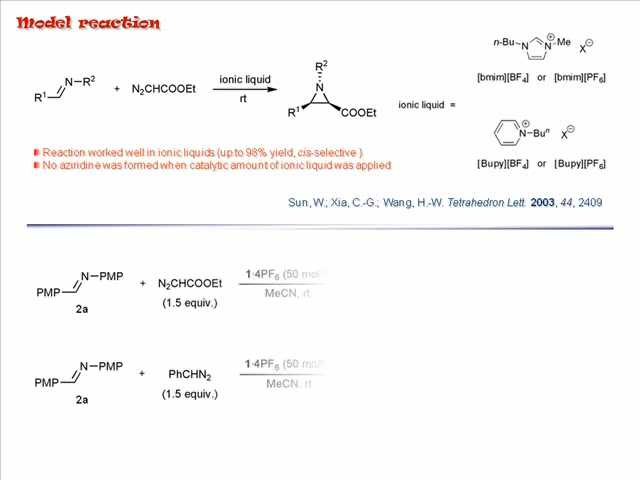 Model reaction
n-Bu N ⊕ N Me X⊖
R2
N R2
R1 + N2CHCOOEt ionic liquid rt N
R1 COOEt
ionic liquid =
[bmim][BF4] or [bmim][PF6]
⊕ N Bun X⊖
[Bupy][BF4] or [Bupy][PF6]
Reaction worked well in ionic liquids (up to 98% yield, cis-selective )
No aziridine was formed when catalytic amount of ionic liquid was applied
Sun, W.; Xia, C.-G.; Wang, H.-W. Tetrahedron Lett. 2003, 44, 2409
N PMP
PMP + N2CHCOOEt 1·4PF6 (50 mol
(1.5 equiv.) MeCN, rt
2a
N PMP
PMP + PhCHN2 1·4PF6 (50 mol
(1.5 equiv.) MeCN, rt
2a